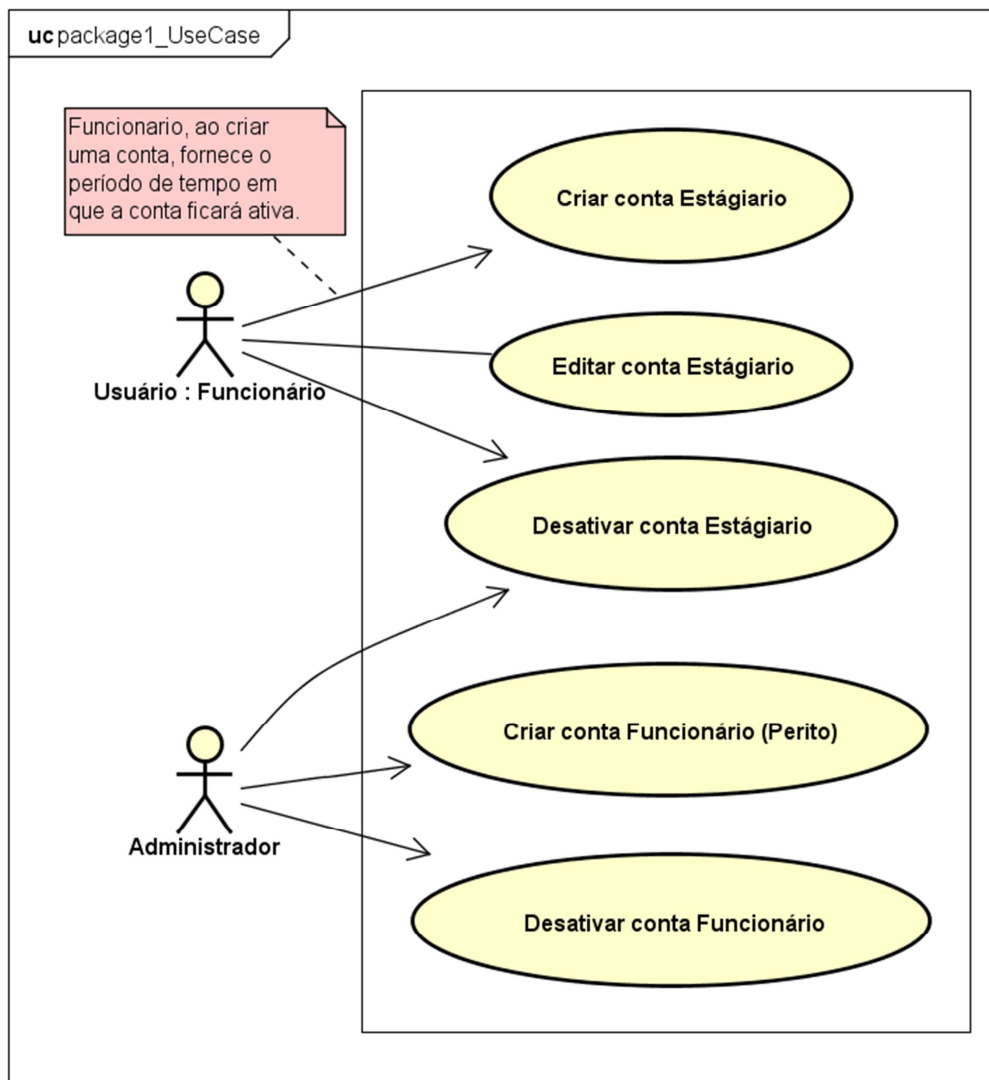 uc package1_UseCase
Funcionario, ao criar
uma conta, fornece o
período de tempo em
que a conta ficará ativa.
Criar conta Estágiario
Editar conta Estágiario
Usuário : Funcionário
Desativar conta Estágiario
Criar conta Funcionário (Perito)
Administrador
Desativar conta Funcionário